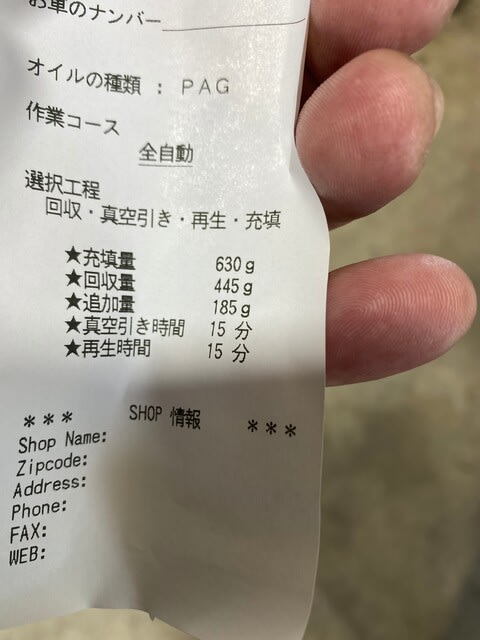 お車のナンバー
オイルの種類 : PAG
作業コース
全自動
選択工程
回収・真空引き・再生・充填
★充填量 630g
★回収量 445g
★追加量 185g
★真空引き時間 15 分
★再生時間 15 分
*** SHOP 情報 ***
Shop Name:
Zipcode:
Address:
Phone:
FAX:
WEB: